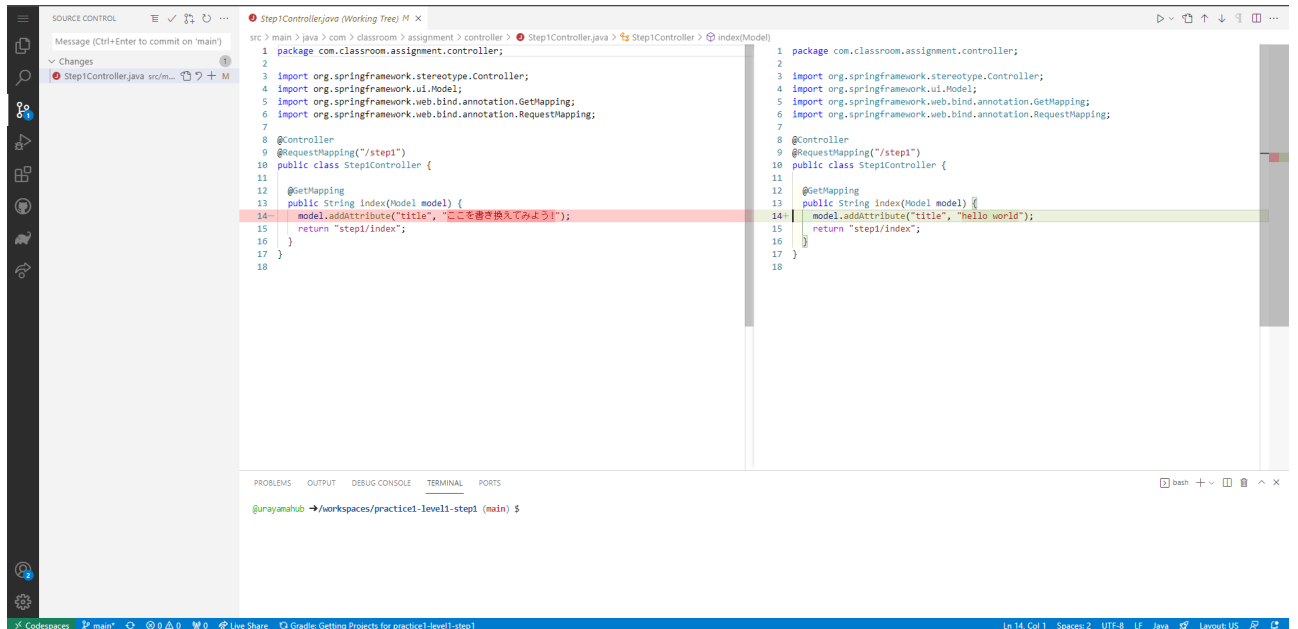 SOURCE CONTROL
Step1Controller.java (Working Tree) M
Message (Ctrl+Enter to commit on 'main')
src > main > java > com > classroom > assignment > controller > Step1Controller.java > Step1Controller > index(Model)
Changes
1
Step1Controller.java src/m... M
1 package com.classroom.assignment.controller;
2
3 import org.springframework.stereotype.Controller;
4 import org.springframework.ui.Model;
5 import org.springframework.web.bind.annotation.GetMapping;
6 import org.springframework.web.bind.annotation.RequestMapping;
7
8 @Controller
9 @RequestMapping("/step1")
10 public class Step1Controller {
11
12 @GetMapping
13 public String index(Model model) {
14- model.addAttribute("title", "ここを書き換えてみよう!");
15 return "step1/index";
16 }
17 }
18
1 package com.classroom.assignment.controller;
2
3 import org.springframework.stereotype.Controller;
4 import org.springframework.ui.Model;
5 import org.springframework.web.bind.annotation.GetMapping;
6 import org.springframework.web.bind.annotation.RequestMapping;
7
8 @Controller
9 @RequestMapping("/step1")
10 public class Step1Controller {
11
12 @GetMapping
13 public String index(Model model) {
14+ model.addAttribute("title", "hello world");
15 return "step1/index";
16 }
17 }
18
PROBLEMS OUTPUT DEBUG CONSOLE TERMINAL PORTS
bash
@urayamahub ➜/workspaces/practice1-level1-step1 (main) $
1
2
Codespaces main* 0 0 0 Live Share Gradle: Getting Projects for practice1-level1-step1
Ln 14, Col 1 Spaces: 2 UTF-8 LF Java Layout: US